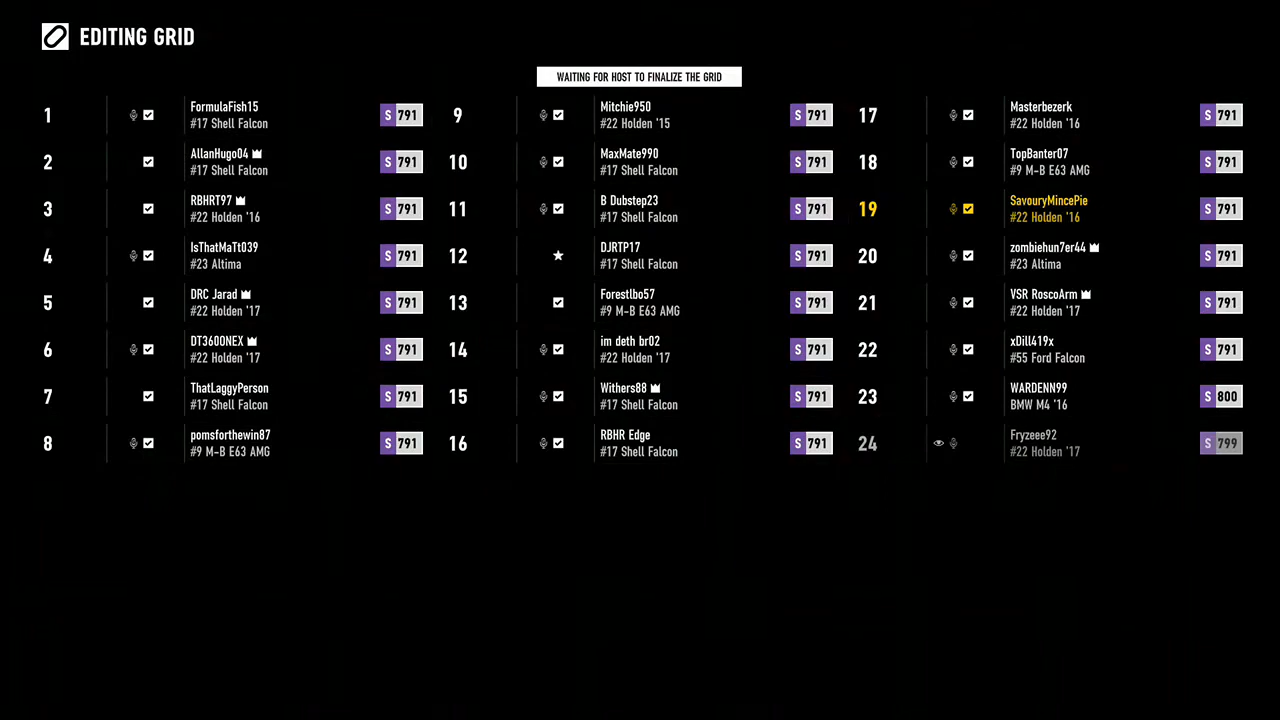 EDITING GRID
WAITING FOR HOST TO FINALIZE THE GRID
1 FormulaFish15 S 791
#17 Shell Falcon
2 AllanHugo04 S 791
#17 Shell Falcon
3 RBHRT97 S 791
#22 Holden '16
4 IsThatMaTt039 S 791
#23 Altima
5 DRC Jarad S 791
#22 Holden '17
6 DT3600NEX S 791
#22 Holden '17
7 ThatLaggyPerson S 791
#17 Shell Falcon
8 pomsforthewin87 S 791
#9 M-B E63 AMG
9 Mitchie950 S 791
#22 Holden '15
10 MaxMate990 S 791
#17 Shell Falcon
11 B Dubstep23 S 791
#17 Shell Falcon
12 DJRTP17 S 791
#17 Shell Falcon
13 Forestlbo57 S 791
#9 M-B E63 AMG
14 im deth br02 S 791
#22 Holden '17
15 Withers88 S 791
#17 Shell Falcon
16 RBHR Edge S 791
#17 Shell Falcon
17 Masterbezerk S 791
#22 Holden '16
18 TopBanter07 S 791
#9 M-B E63 AMG
19 SavouryMincePie S 791
#22 Holden '16
20 zombiehun7er44 S 791
#23 Altima
21 VSR RoscoArm S 791
#22 Holden '17
22 xDill419x S 791
#55 Ford Falcon
23 WARDENN99 S 800
BMW M4 '16
24 Fryzeee92 S 799
#22 Holden '17